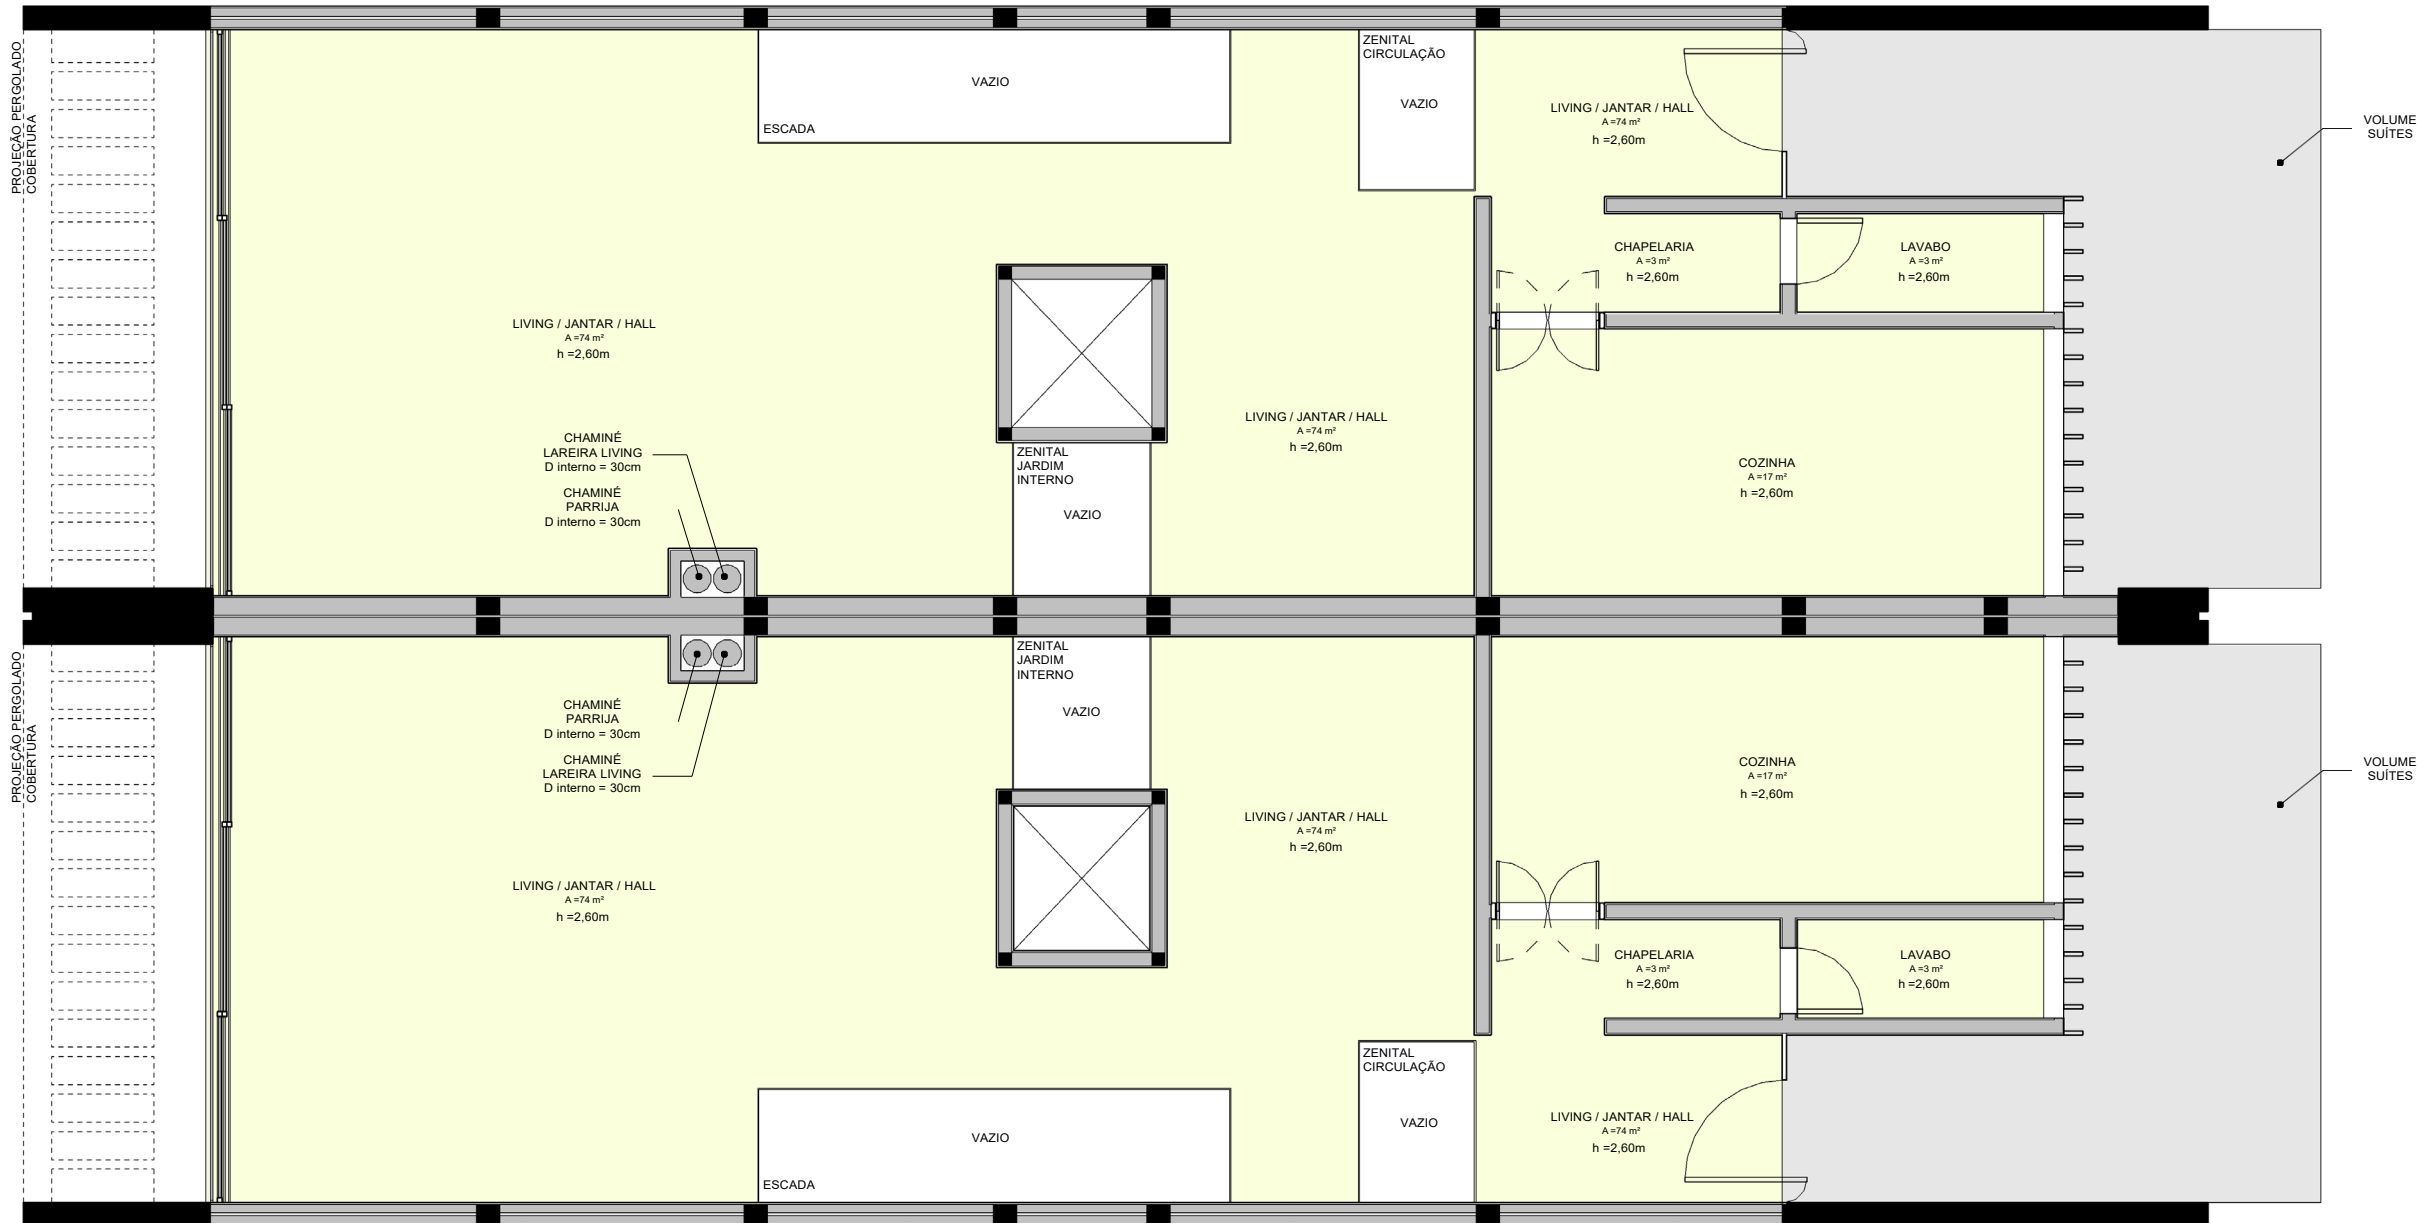 PROJEÇÃO PERGOLADO
COBERTURA
ZENITAL
CIRCULAÇÃO
VAZIO
VAZIO
ESCADA
LIVING / JANTAR / HALL
A =74 m²
h =2,60m
VOLUME
SUÍTES
CHAPELARIA
A =3 m²
h =2,60m
LAVABO
A =3 m²
h =2,60m
LIVING / JANTAR / HALL
A =74 m²
h =2,60m
LIVING / JANTAR / HALL
A =74 m²
h =2,60m
CHAMINÉ
LAREIRA LIVING
D interno = 30cm
CHAMINÉ
PARRIJA
D interno = 30cm
ZENITAL
JARDIM
INTERNO
VAZIO
COZINHA
A =17 m²
h =2,60m
PROJEÇÃO PERGOLADO
COBERTURA
ZENITAL
JARDIM
INTERNO
VAZIO
CHAMINÉ
PARRIJA
D interno = 30cm
CHAMINÉ
LAREIRA LIVING
D interno = 30cm
COZINHA
A =17 m²
h =2,60m
VOLUME
SUÍTES
LIVING / JANTAR / HALL
A =74 m²
h =2,60m
LIVING / JANTAR / HALL
A =74 m²
h =2,60m
CHAPELARIA
A =3 m²
h =2,60m
LAVABO
A =3 m²
h =2,60m
ZENITAL
CIRCULAÇÃO
VAZIO
LIVING / JANTAR / HALL
A =74 m²
h =2,60m
VAZIO
ESCADA